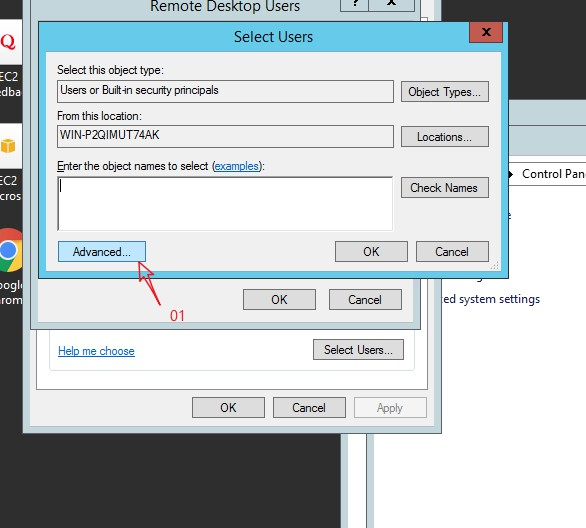 Remote Desktop Users
?
X
Select Users
X
Select this object type:
Users or Built-in security principals
Object Types...
From this location:
WIN-P2QIMUT74AK
Locations...
Enter the object names to select (examples):
Check Names
Advanced...
OK
Cancel
01
OK
Cancel
Help me choose
Select Users...
OK
Cancel
Apply
Q
EC2
EC2
Control Pan
ed system settings